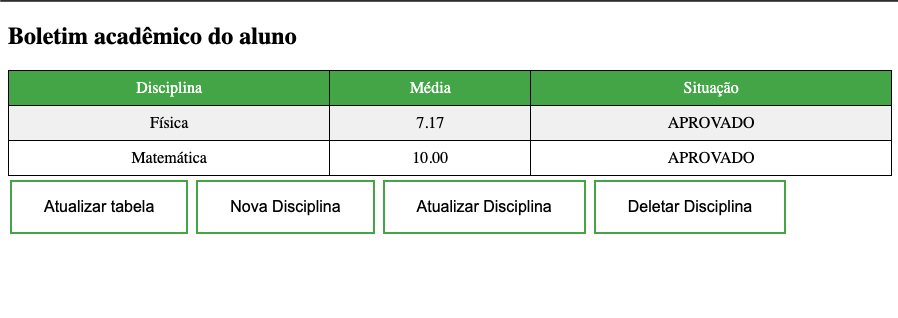 Boletim acadêmico do aluno
Disciplina Média Situação
Física 7.17 APROVADO
Matemática 10.00 APROVADO
Atualizar tabela Nova Disciplina Atualizar Disciplina Deletar Disciplina